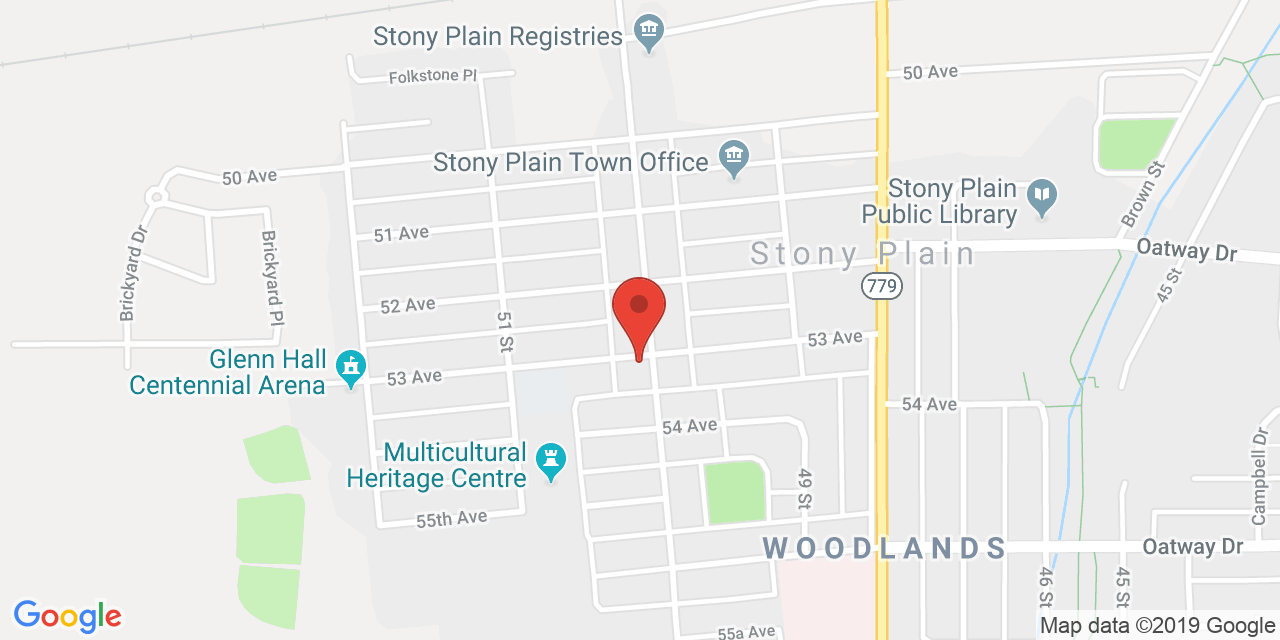 Stony Plain Registries
Folkstone Pl
50 Ave
Stony Plain Town Office
50 Ave
Stony Plain
Public Library
Brown St
51 Ave
Stony Plain
Oatway Dr
Brickyard Dr
Brickyard Pl
45 St
779
52 Ave
51 St
53 Ave
Glenn Hall
Centennial Arena
53 Ave
54 Ave
54 Ave
Multicultural
Heritage Centre
49 St
Campbell Dr
55th Ave
WOODLANDS
Oatway Dr
46 St
45 St
Google
55a Ave
Map data ©2019 Google